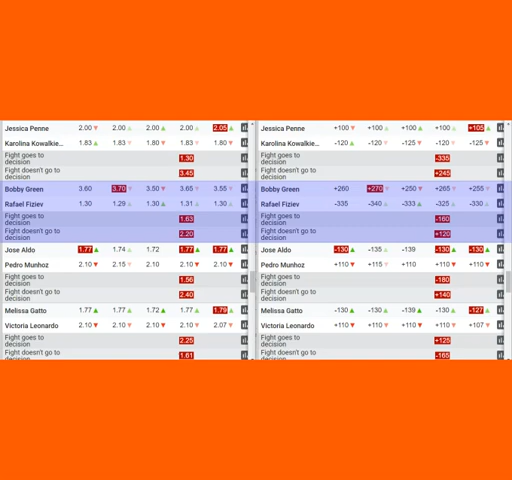 Jessica Penne 2.00 2.00 2.00 2.00 2.05
Karolina Kowalkie... 1.83 1.83 1.80 1.83 1.80
Fight goes to
decision 1.30
Fight doesn't go to
decision 3.45
Bobby Green 3.60 3.70 3.50 3.65 3.55
Rafael Fiziev 1.30 1.29 1.30 1.31 1.30
Fight goes to
decision 1.63
Fight doesn't go to
decision 2.20
Jose Aldo 1.77 1.74 1.72 1.77 1.77
Pedro Munhoz 2.10 2.15 2.10 2.10 2.10
Fight goes to
decision 1.56
Fight doesn't go to
decision 2.40
Melissa Gatto 1.77 1.77 1.72 1.77 1.79
Victoria Leonardo 2.10 2.10 2.10 2.10 2.07
Fight goes to
decision 2.25
Fight doesn't go to
decision 1.61
Jessica Penne +100 +100 +100 +100 +105
Karolina Kowalkie... -120 -120 -125 -120 -125
Fight goes to
decision -335
Fight doesn't go to
decision +245
Bobby Green +260 +270 +250 +265 +255
Rafael Fiziev -335 -340 -333 -325 -330
Fight goes to
decision -160
Fight doesn't go to
decision +120
Jose Aldo -130 -135 -139 -130 -130
Pedro Munhoz +110 +115 +110 +110 +110
Fight goes to
decision -180
Fight doesn't go to
decision +140
Melissa Gatto -130 -130 -139 -130 -127
Victoria Leonardo +110 +110 +110 +110 +107
Fight goes to
decision +125
Fight doesn't go to
decision -165